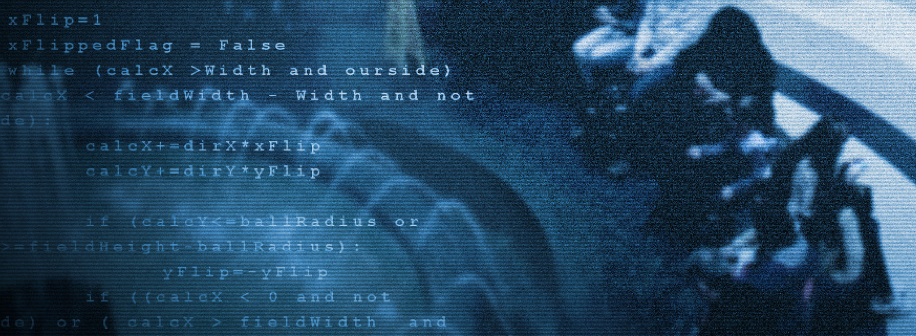 xFlip=1
xFlippedFlag = False
while (calcX >Width and ourside)
calcX < fieldWidth - Width and not
de):
calcX+=dirX*xFlip
calcY+=dirY*yFlip
if (calcY<=ballRadius or
>=fieldHeight-ballRadius):
yFlip=-yFlip
if ((calcX < 0 and not
de) or ( calcX > fieldWidth and